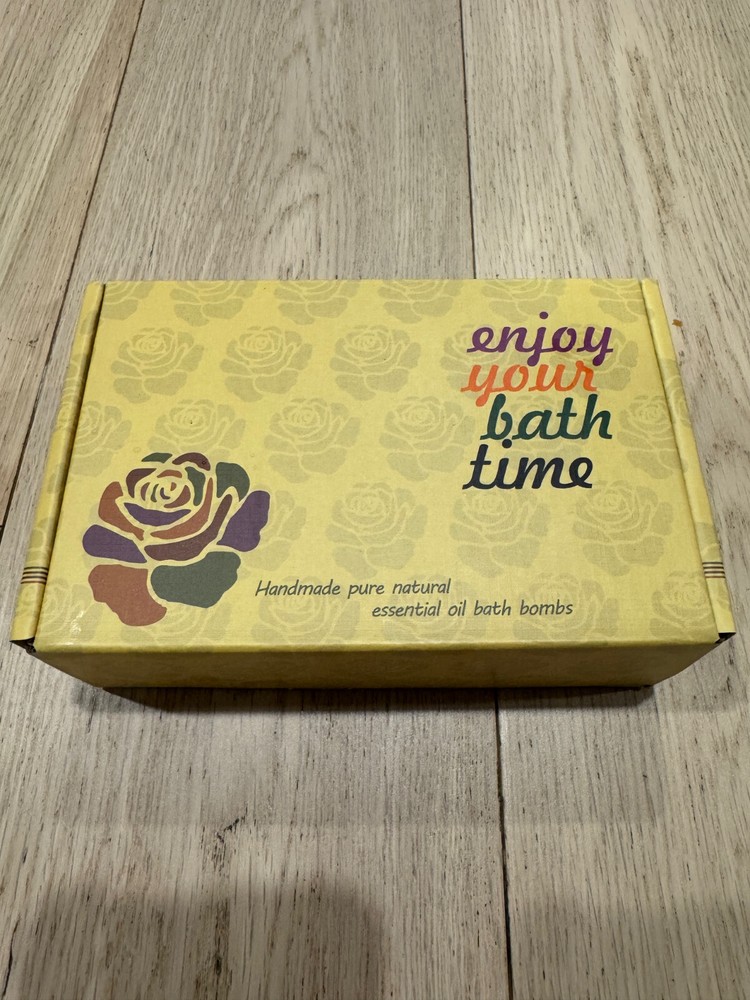 enjoy
your
bath
time
Handmade pure natural
essential oil bath bombs